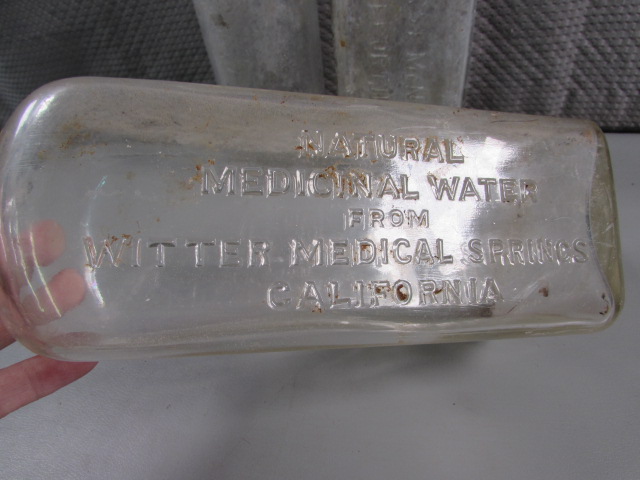 NATURAL
MEDICINAL WATER
FROM
WITTER MEDICAL SPRINGS
CALIFORNIA